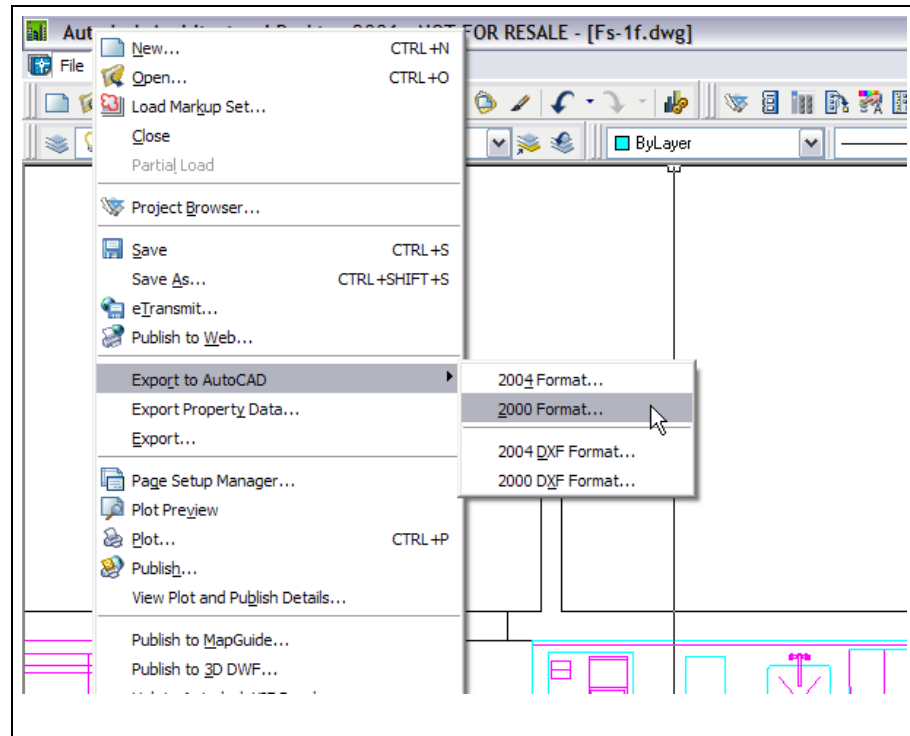 Aut
FOR RESALE - [Fs-1f.dwg]
File
New... CTRL+N
Open... CTRL+O
Load Markup Set...
Close
Partial Load
ByLayer
Project Browser...
Save CTRL+S
Save As... CTRL+SHIFT+S
eTransmit...
Publish to Web...
Export to AutoCAD
Export Property Data...
Export...
2004 Format...
2000 Format...
2004 DXF Format...
2000 DXF Format...
Page Setup Manager...
Plot Preview
Plot... CTRL+P
Publish...
View Plot and Publish Details...
Publish to MapGuide...
Publish to 3D DWF...